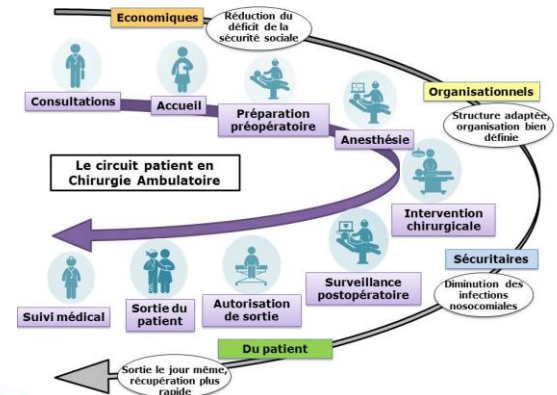 Economiques
Réduction du
déficit de la
sécurité sociale
Organisationnels
Structure adaptée,
organisation bien
définie
Consultations
Accueil
Préparation
préopératoire
Anesthésie
Le circuit patient en
Chirurgie Ambulatoire
Intervention
chirurgicale
Sécuritaires
Diminution des
infections
nosocomiales
Surveillance
postopératoire
Autorisation
de sortie
Sortie du
patient
Suivi médical
Du patient
Sortie le jour même,
récupération plus
rapide